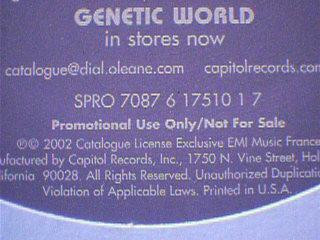 GENETIC WORLD
in stores now
catalogue@dial.oleane.com capitolrecords.com
SPRO 7087 6 17510 1 7
Promotional Use Only/Not For Sale
℗© 2002 Catalogue License Exclusive EMI Music France
ufactured by Capitol Records, Inc., 1750 N. Vine Street, Hol
ifornia 90028. All Rights Reserved. Unauthorized Duplicatio
Violation of Applicable Laws. Printed in U.S.A.